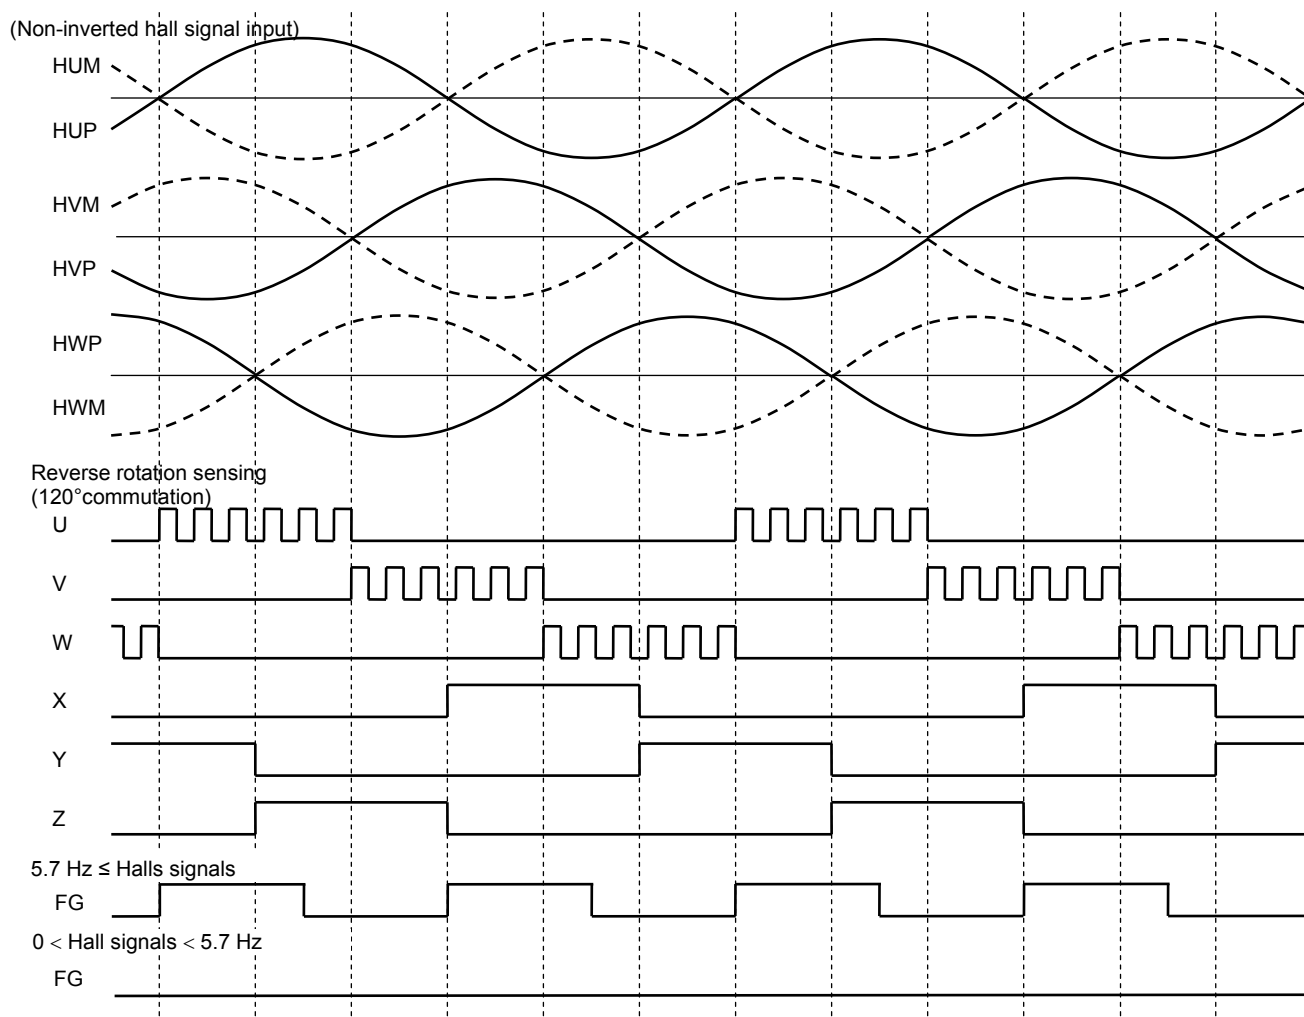 (Non-inverted hall signal input)
HUM
HUP
HVM
HVP
HWP
HWM
Reverse rotation sensing
(120°commutation)
U
V
W
X
Y
Z
5.7 Hz ≤ Halls signals
FG
0 < Hall signals < 5.7 Hz
FG